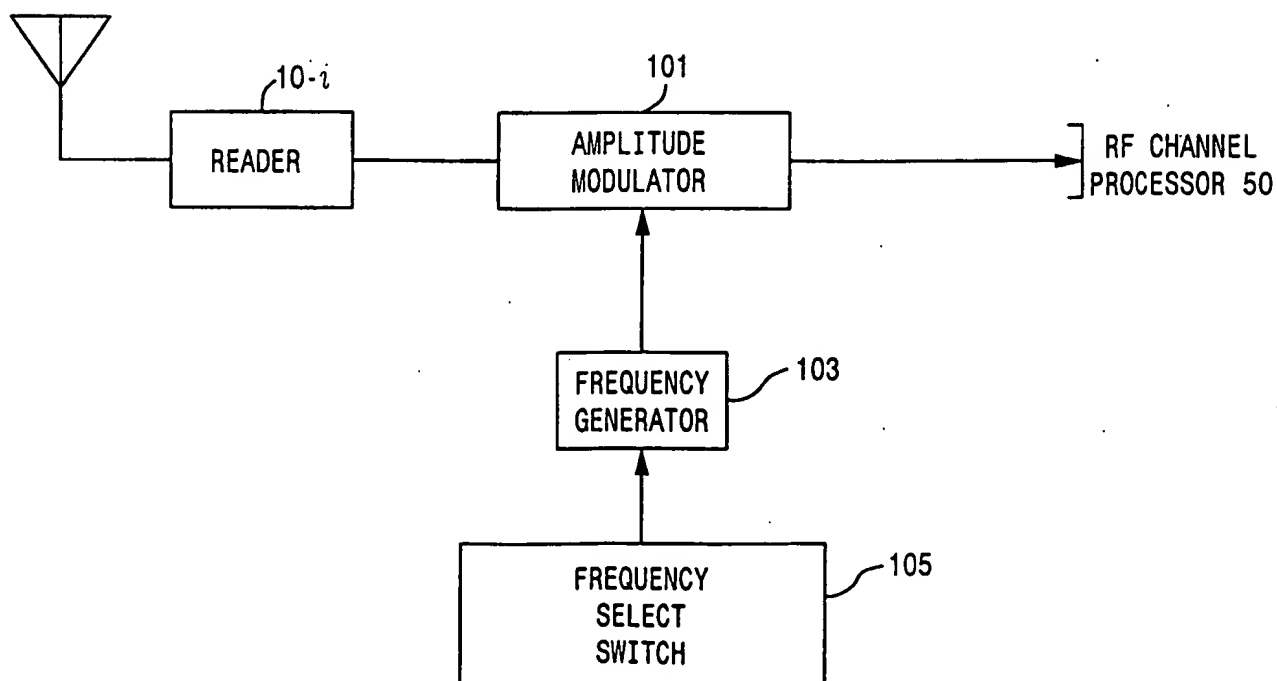 10-i
101
READER
AMPLITUDE
MODULATOR
RF CHANNEL
PROCESSOR 50
103
FREQUENCY
GENERATOR
105
FREQUENCY
SELECT
SWITCH